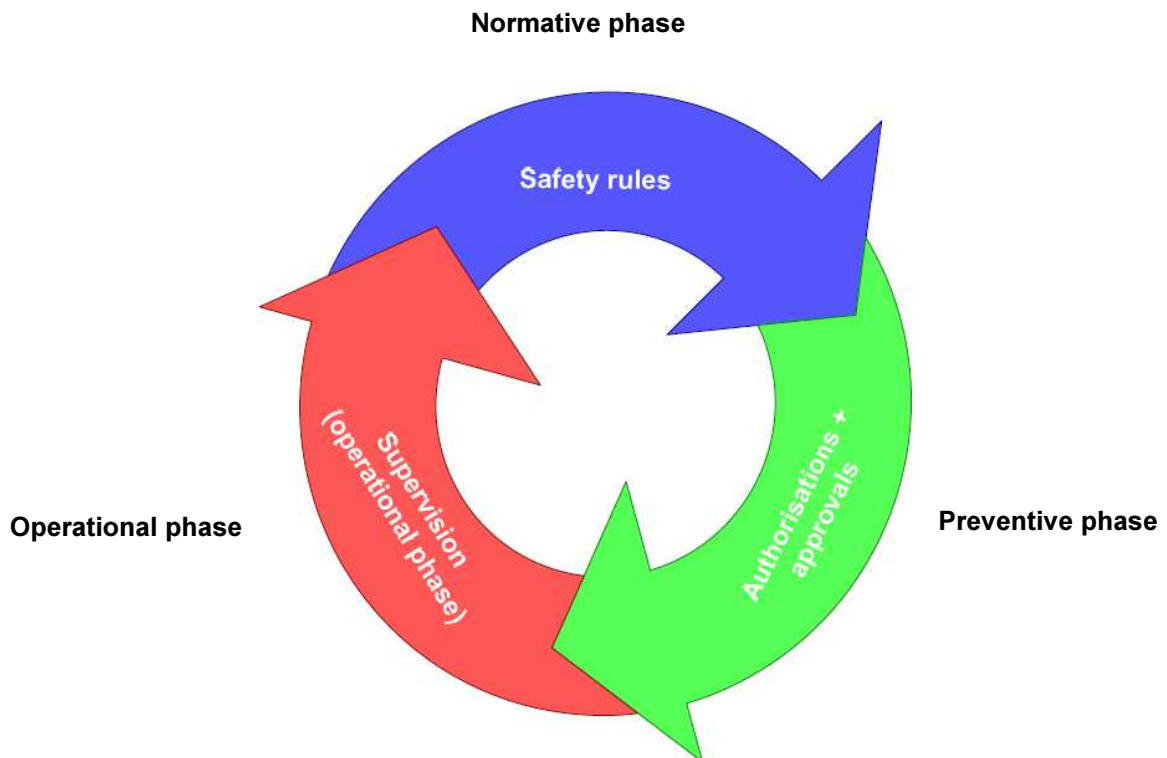 Normative phase
Safety rules
Authorisations +
approvals
Preventive phase
Supervision
(operational phase)
Operational phase